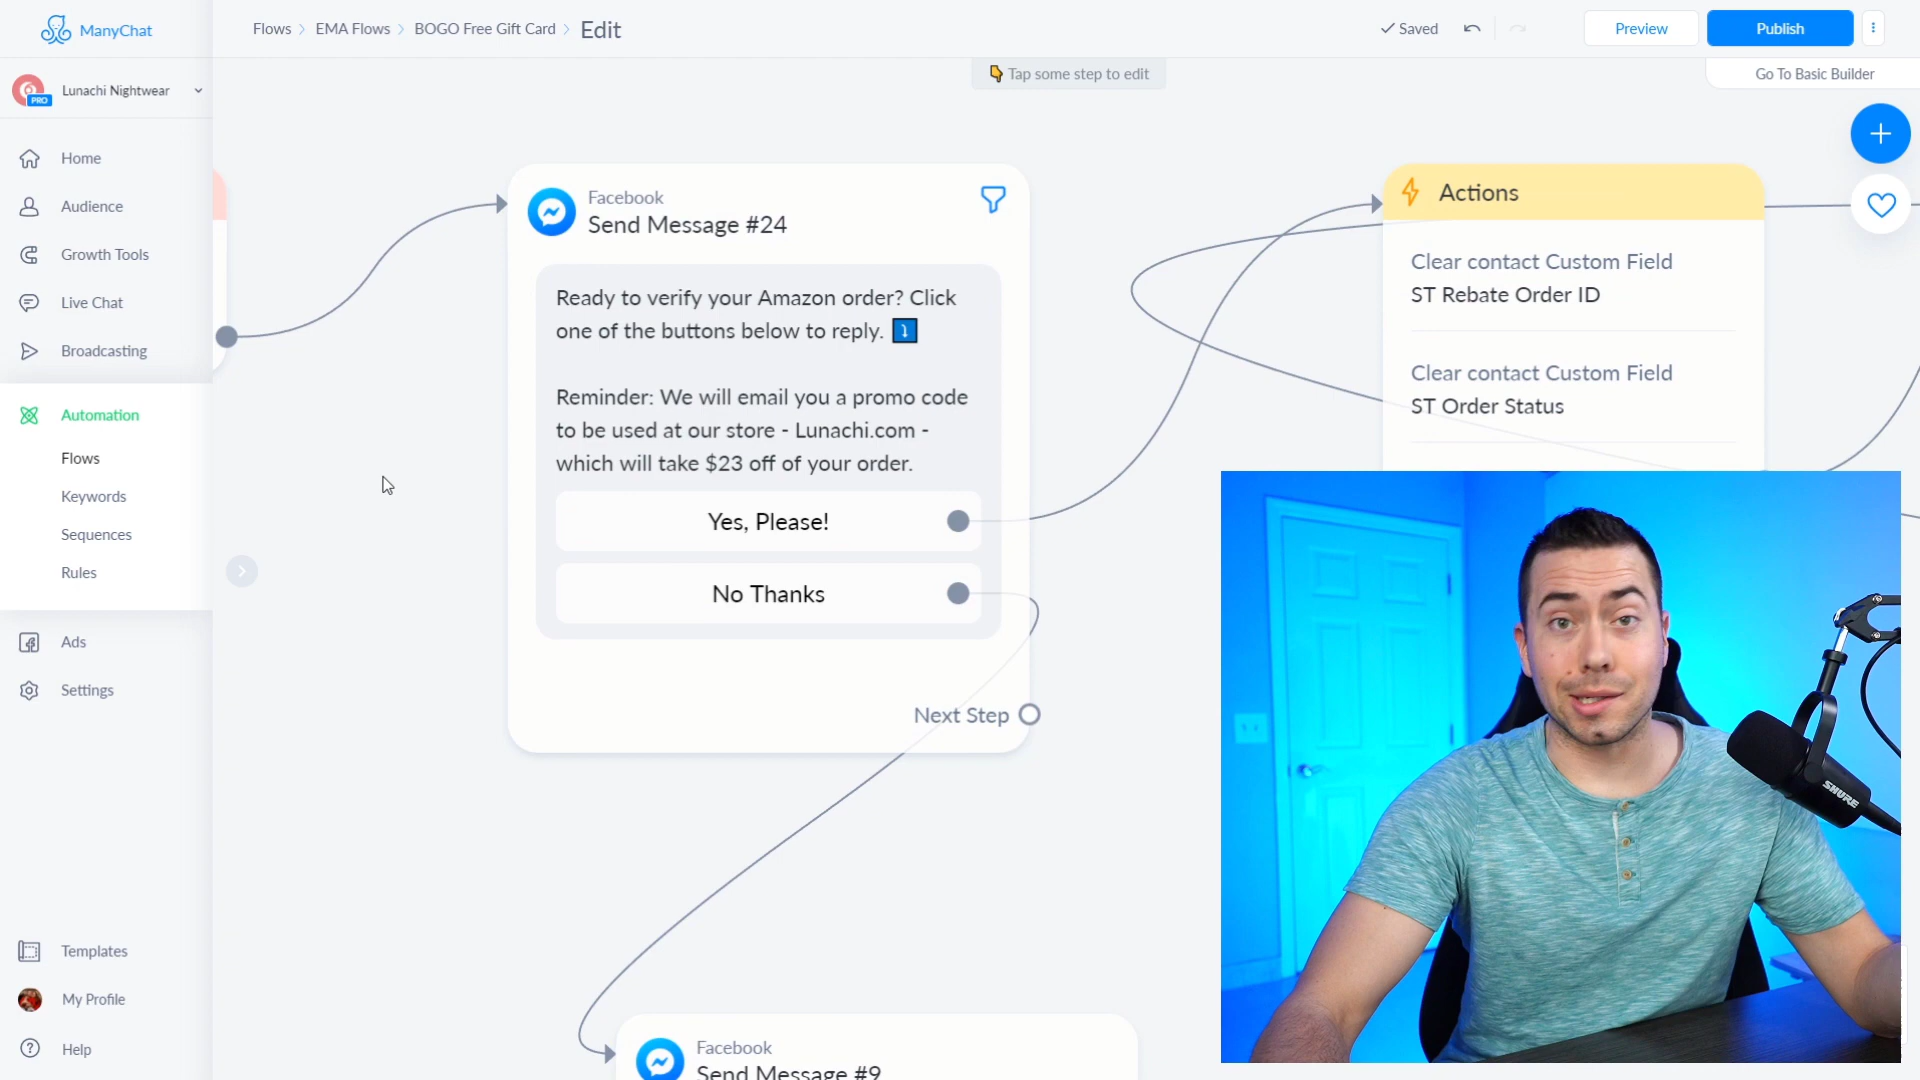 ManyChat
Flows
EMA Flows
BOGO Free Gift Card
Edit
Saved
Preview
Publish
Tap some step to edit
Go To Basic Builder
PRO
Lunachi Nightwear
Home
Audience
Growth Tools
Live Chat
Broadcasting
Automation
Flows
Keywords
Sequences
Rules
Ads
Settings
Templates
My Profile
Help
Facebook
Send Message #24
Ready to verify your Amazon order? Click
one of the buttons below to reply.
Reminder: We will email you a promo code
to be used at our store - Lunachi.com -
which will take $23 off of your order.
Yes, Please!
No Thanks
Next Step
Actions
Clear contact Custom Field
ST Rebate Order ID
Clear contact Custom Field
ST Order Status
SHURE
Facebook
Send Message #9